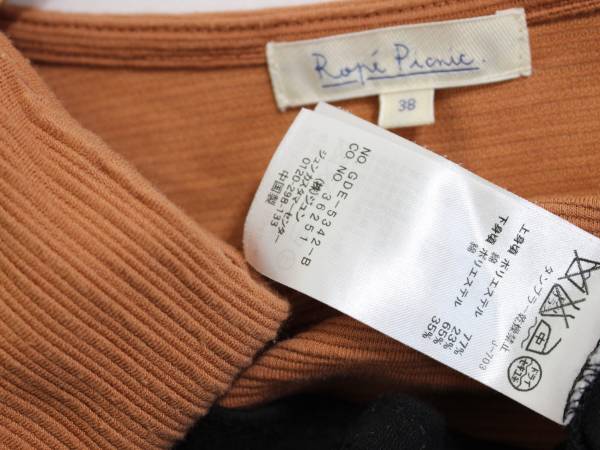 Ropé Picnic.
38
NO. GDE-5342-B
CO. NO. 36251
(株)ジュン
ジュンカスタマーセンター
0120-298-133
中国製
上身頃 ポリエステル 77%
綿 23%
下身頃 ポリエステル 65%
綿 35%
中
タンブラー乾燥禁止
J-703